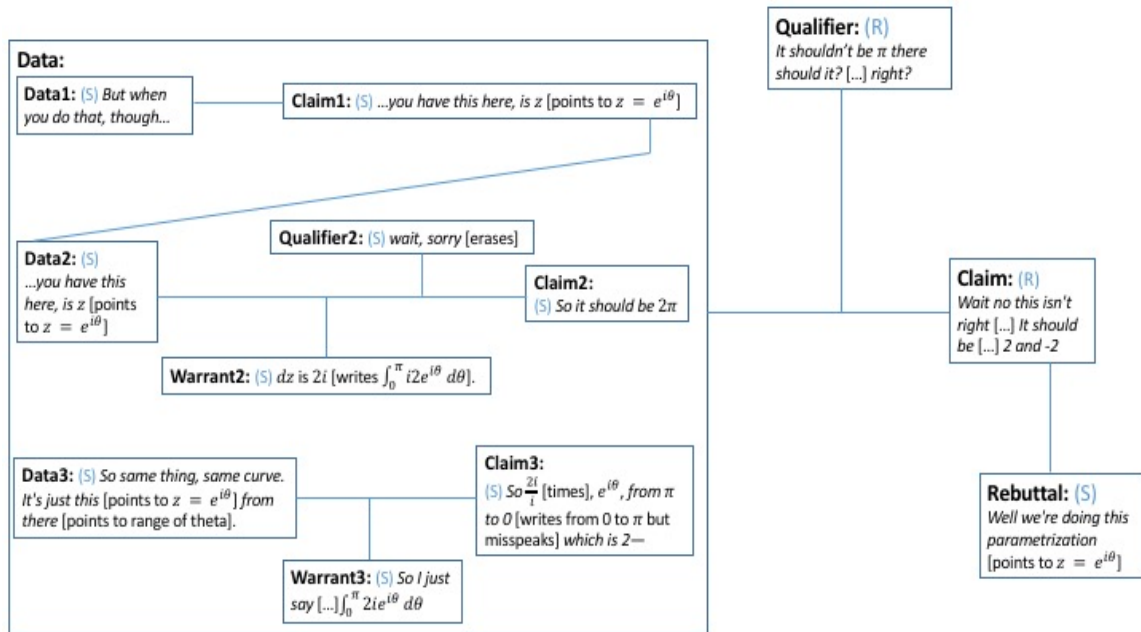 Qualifier: (R)
It shouldn't be π there
should it? [...] right?
Data:
Data1: (S) But when
you do that, though...
Claim1: (S) ...you have this here, is z [points to z = e^{iθ}]
Qualifier2: (S) wait, sorry [erases]
Data2: (S)
...you have this
here, is z [points
to z = e^{iθ}]
Claim2:
(S) So it should be 2π
Warrant2: (S) dz is 2i [writes ∫_0^π i2e^{iθ} dθ].
Claim: (R)
Wait no this isn't
right [...] It should
be [...] 2 and -2
Data3: (S) So same thing, same curve.
It's just this [points to z = e^{iθ}] from
there [points to range of theta].
Claim3:
(S) So 2i/i [times], e^{iθ}, from π
to 0 [writes from 0 to π but
misspeaks] which is 2—
Warrant3: (S) So I just
say [...]∫_0^π 2ie^{iθ} dθ
Rebuttal: (S)
Well we're doing this
parametrization
[points to z = e^{iθ}]